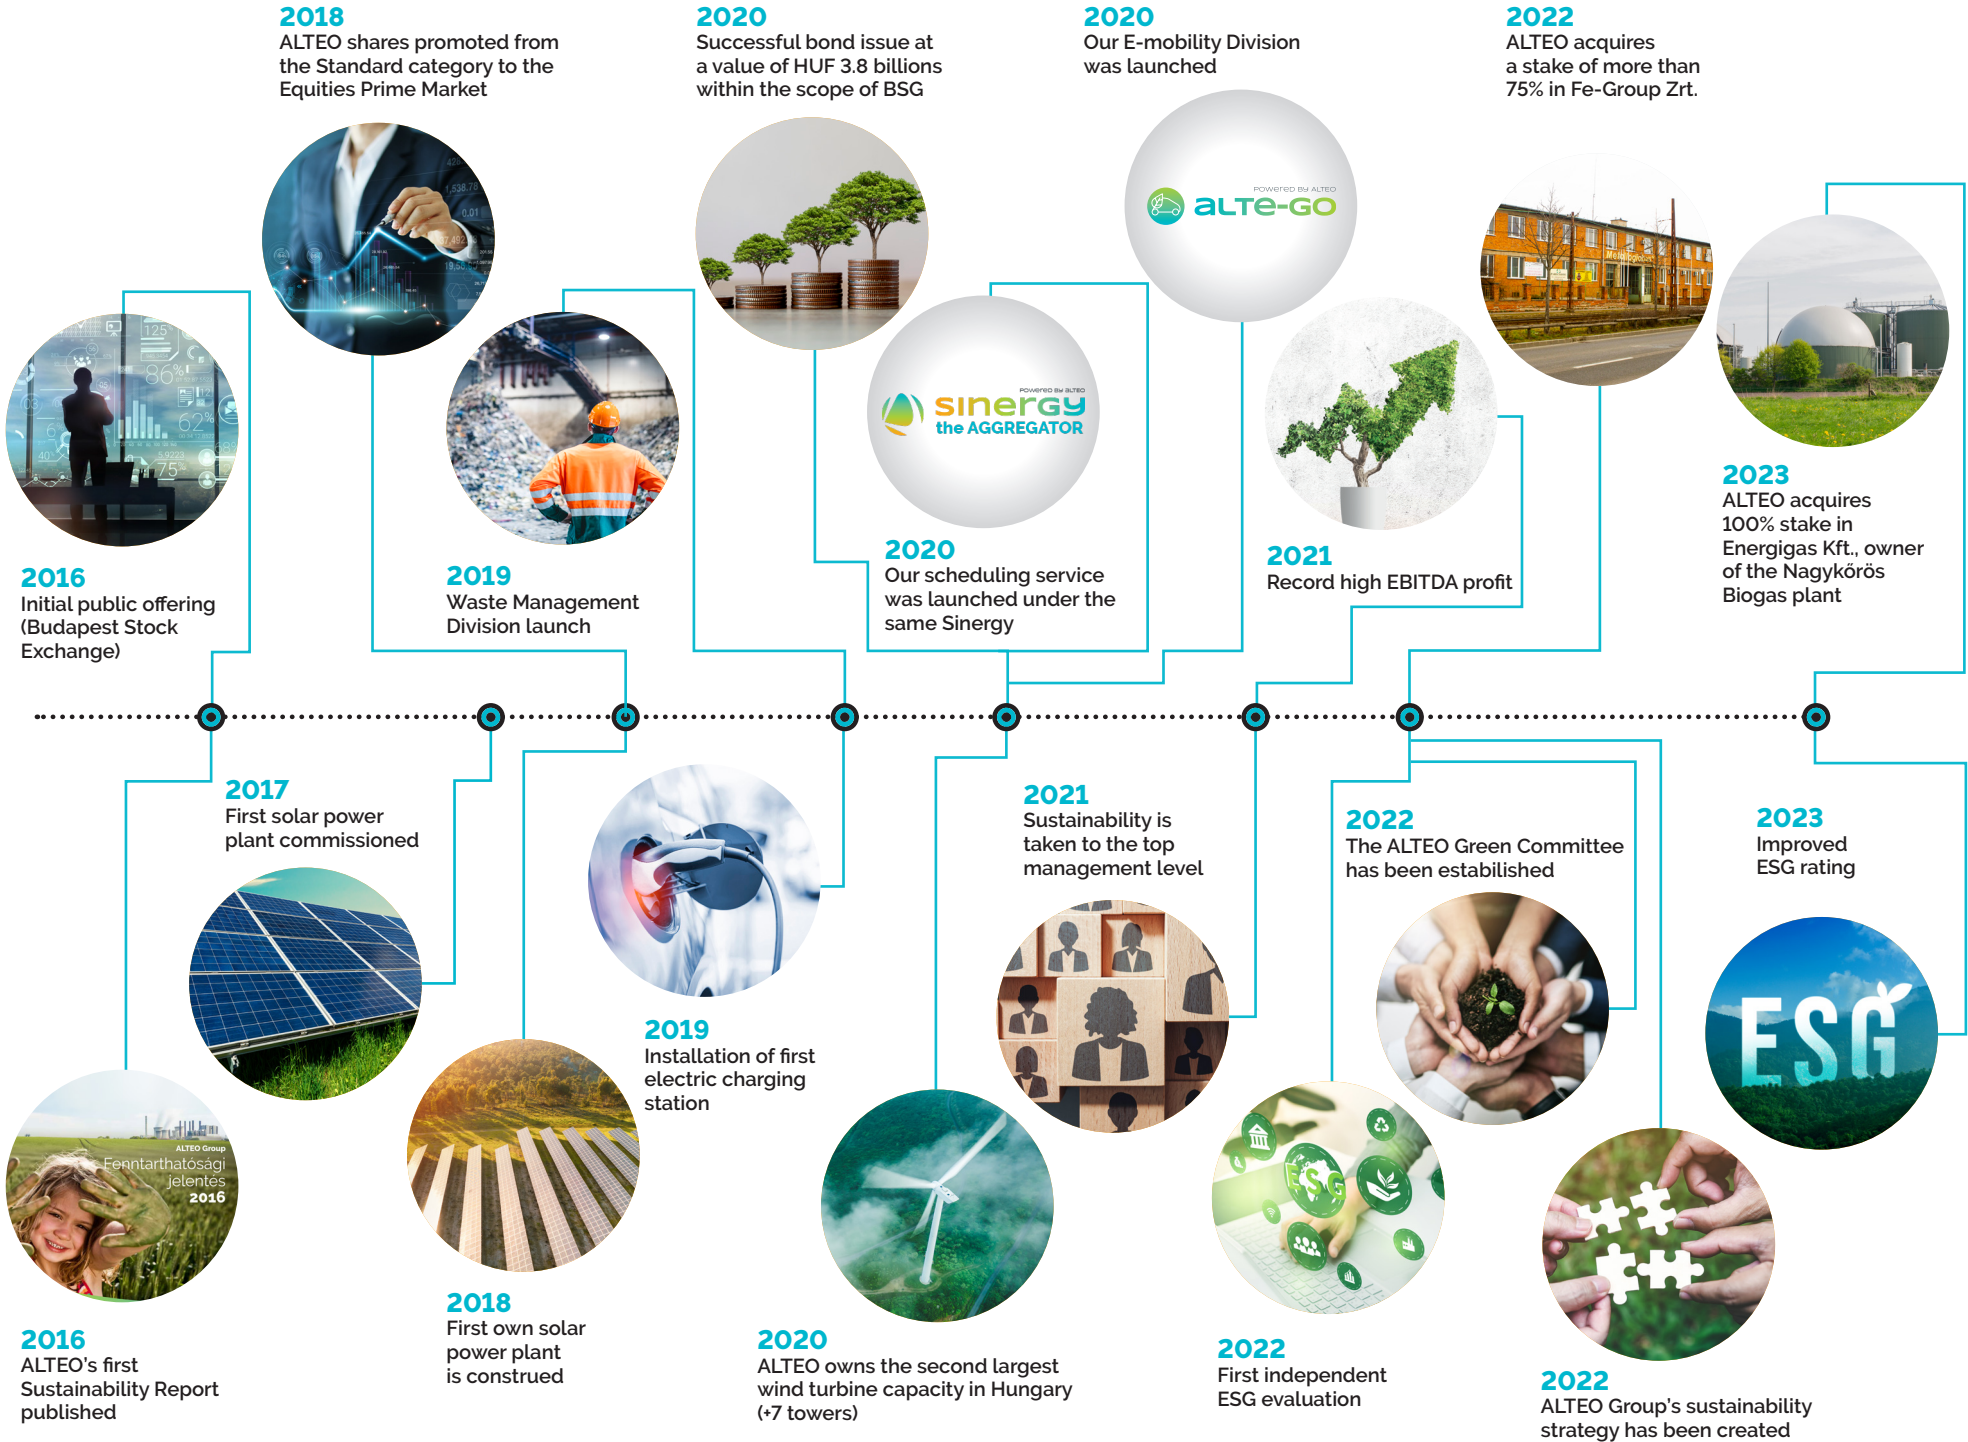 2018
ALTEO shares promoted from
the Standard category to the
Equities Prime Market
2020
Successful bond issue at
a value of HUF 3.8 billions
within the scope of BSG
2020
Our E-mobility Division
was launched
2022
ALTEO acquires
a stake of more than
75% in Fe-Group Zrt.
POWERED BY ALTEO
ALTE-GO
POWERED BY ALTEO
SINERGY
the AGGREGATOR
125%
86%
62%
75%
2016
Initial public offering
(Budapest Stock
Exchange)
2019
Waste Management
Division launch
2020
Our scheduling service
was launched under the
same Sinergy
2021
Record high EBITDA profit
2023
ALTEO acquires
100% stake in
Energigas Kft., owner
of the Nagykőrös
Biogas plant
2017
First solar power
plant commissioned
2021
Sustainability is
taken to the top
management level
2022
The ALTEO Green Committee
has been estabilished
2023
Improved
ESG rating
2019
Installation of first
electric charging
station
ESG
ESG
ALTEO Group
Fenntarthatósági
jelentés
2016
2016
ALTEO's first
Sustainability Report
published
2018
First own solar
power plant
is construed
2020
ALTEO owns the second largest
wind turbine capacity in Hungary
(+7 towers)
2022
First independent
ESG evaluation
2022
ALTEO Group's sustainability
strategy has been created